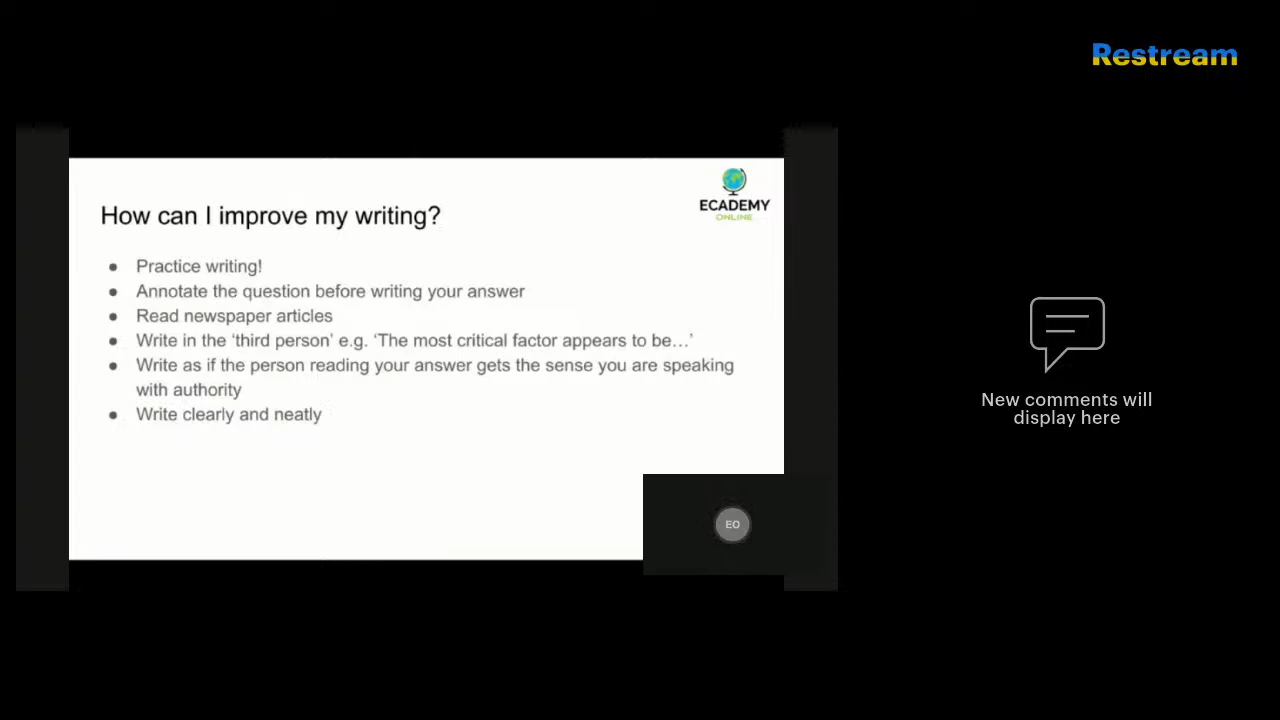 Restream
ECADEMY
ONLINE
How can I improve my writing?
● Practice writing!
● Annotate the question before writing your answer
● Read newspaper articles
● Write in the ‘third person’ e.g. ‘The most critical factor appears to be…’
● Write as if the person reading your answer gets the sense you are speaking
with authority
● Write clearly and neatly
EO
New comments will
display here